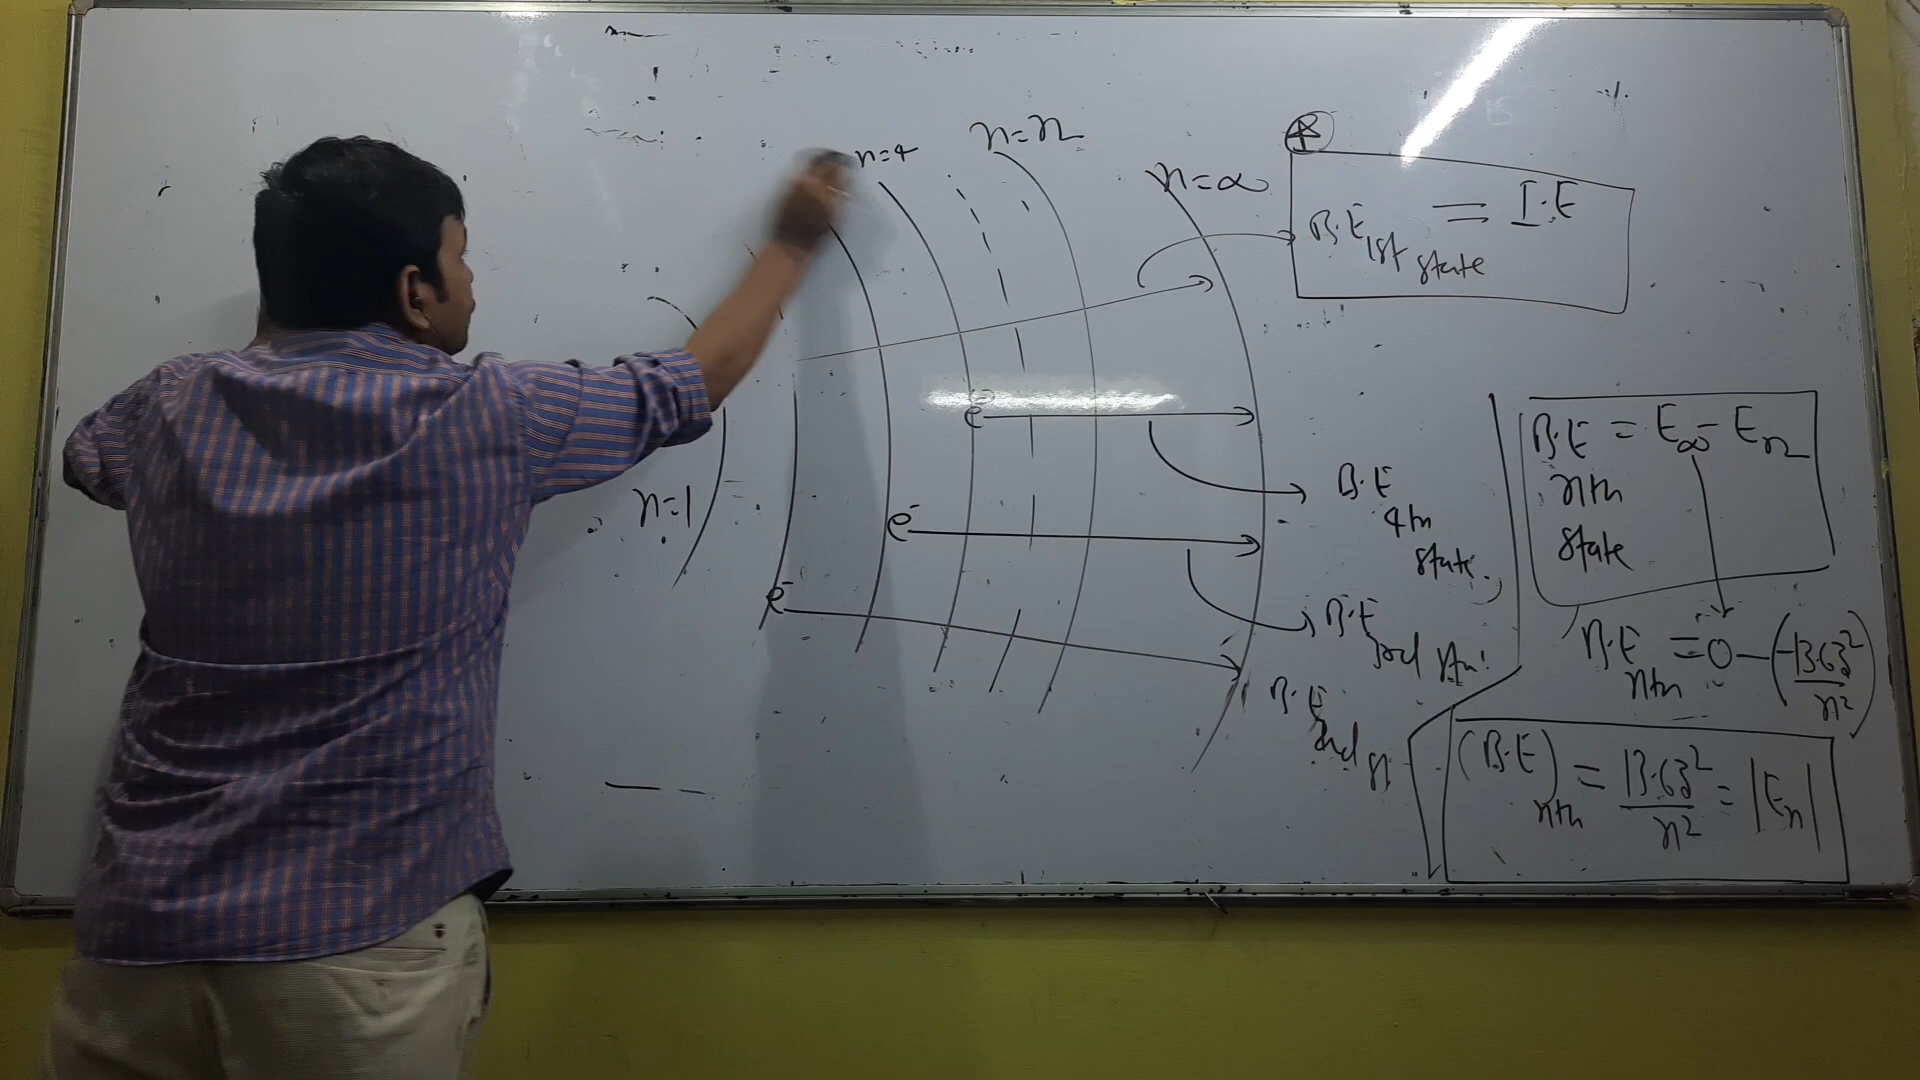 n=4
n=n
n=∞
B.E 1st state = I.E
n=1
e⁻
e⁻
e⁻
B.E
4th
state.
B.E
3rd
B.E
2nd
B.E = E∞ - En
nth
state
B.E nth = 0 - (-13.6z²/n²)
(B.E) nth = 13.6z²/n² = |En|